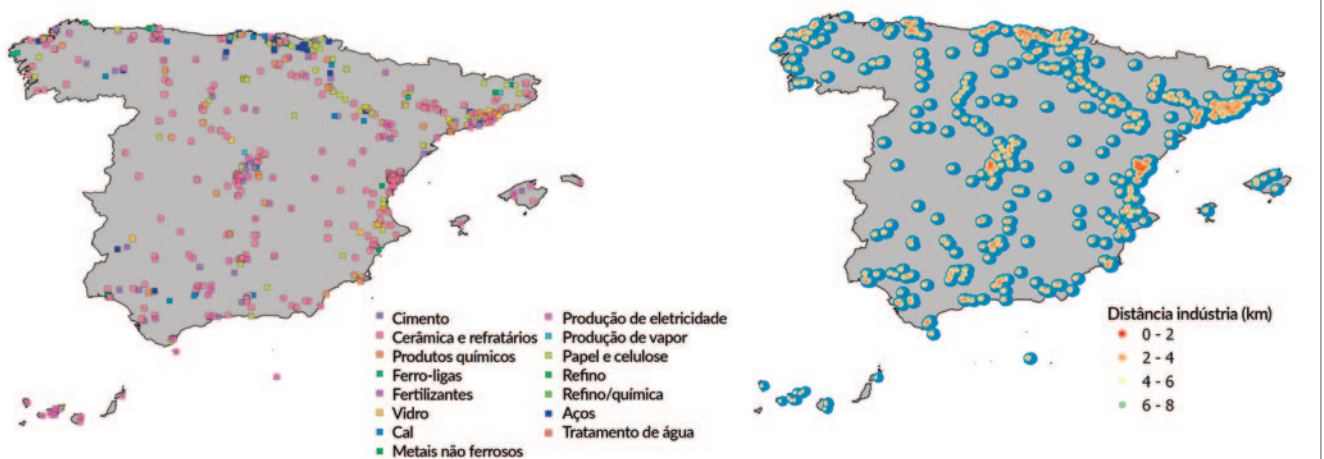 Cimento
Cerâmica e refratários
Produtos químicos
Ferro-ligas
Fertilizantes
Vidro
Cal
Metais não ferrosos
Produção de eletricidade
Produção de vapor
Papel e celulose
Refino
Refino/química
Aços
Tratamento de água
Distância indústria (km)
0 - 2
2 - 4
4 - 6
6 - 8